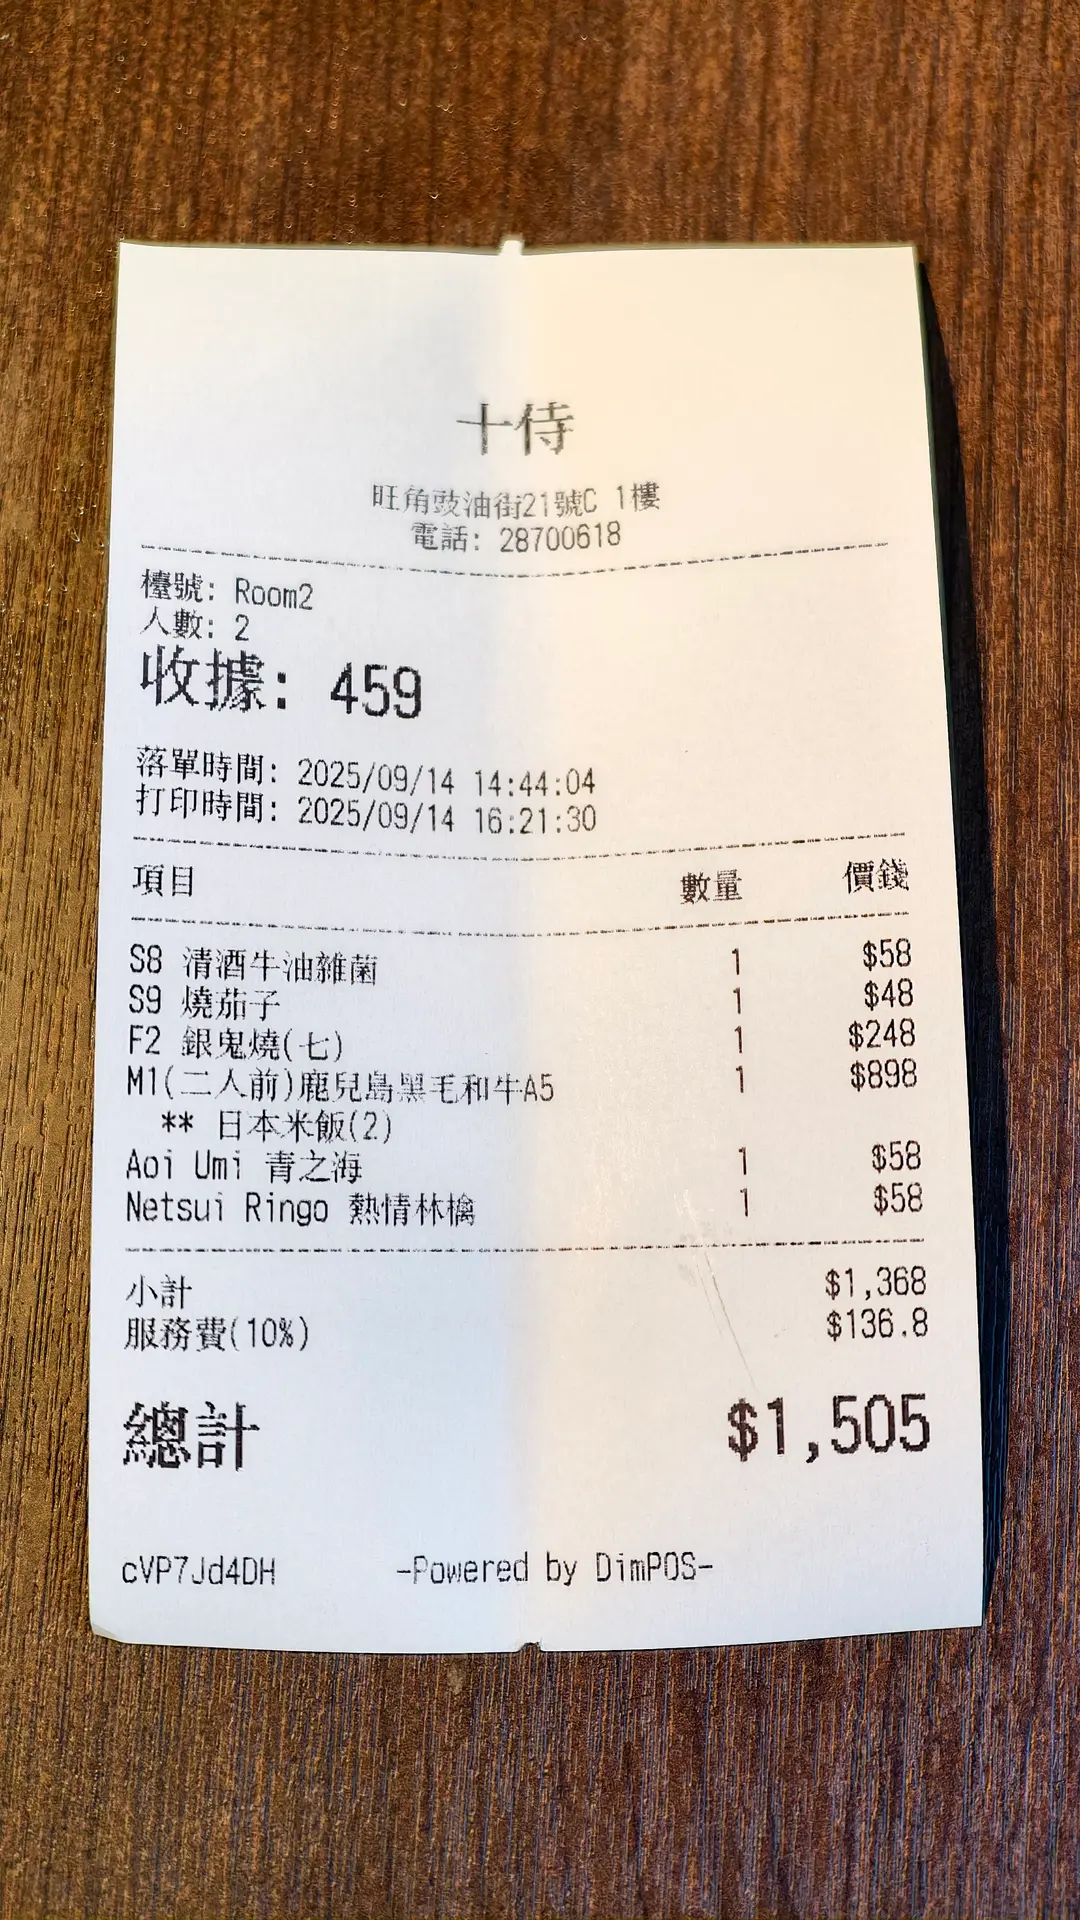 十侍
旺角豉油街21號C 1樓
電話: 28700618
檯號: Room2
人數: 2
收據: 459
落單時間: 2025/09/14 14:44:04
打印時間: 2025/09/14 16:21:30
項目 數量 價錢
S8 清酒牛油雜菌 1 $58
S9 燒茄子 1 $48
F2 銀鬼燒(七) 1 $248
M1(二人前)鹿兒島黑毛和牛A5 1 $898
** 日本米飯(2)
Aoi Umi 青之海 1 $58
Netsui Ringo 熱情林檎 1 $58
小計 $1,368
服務費(10%) $136.8
總計 $1,505
cVP7Jd4DH -Powered by DimPOS-